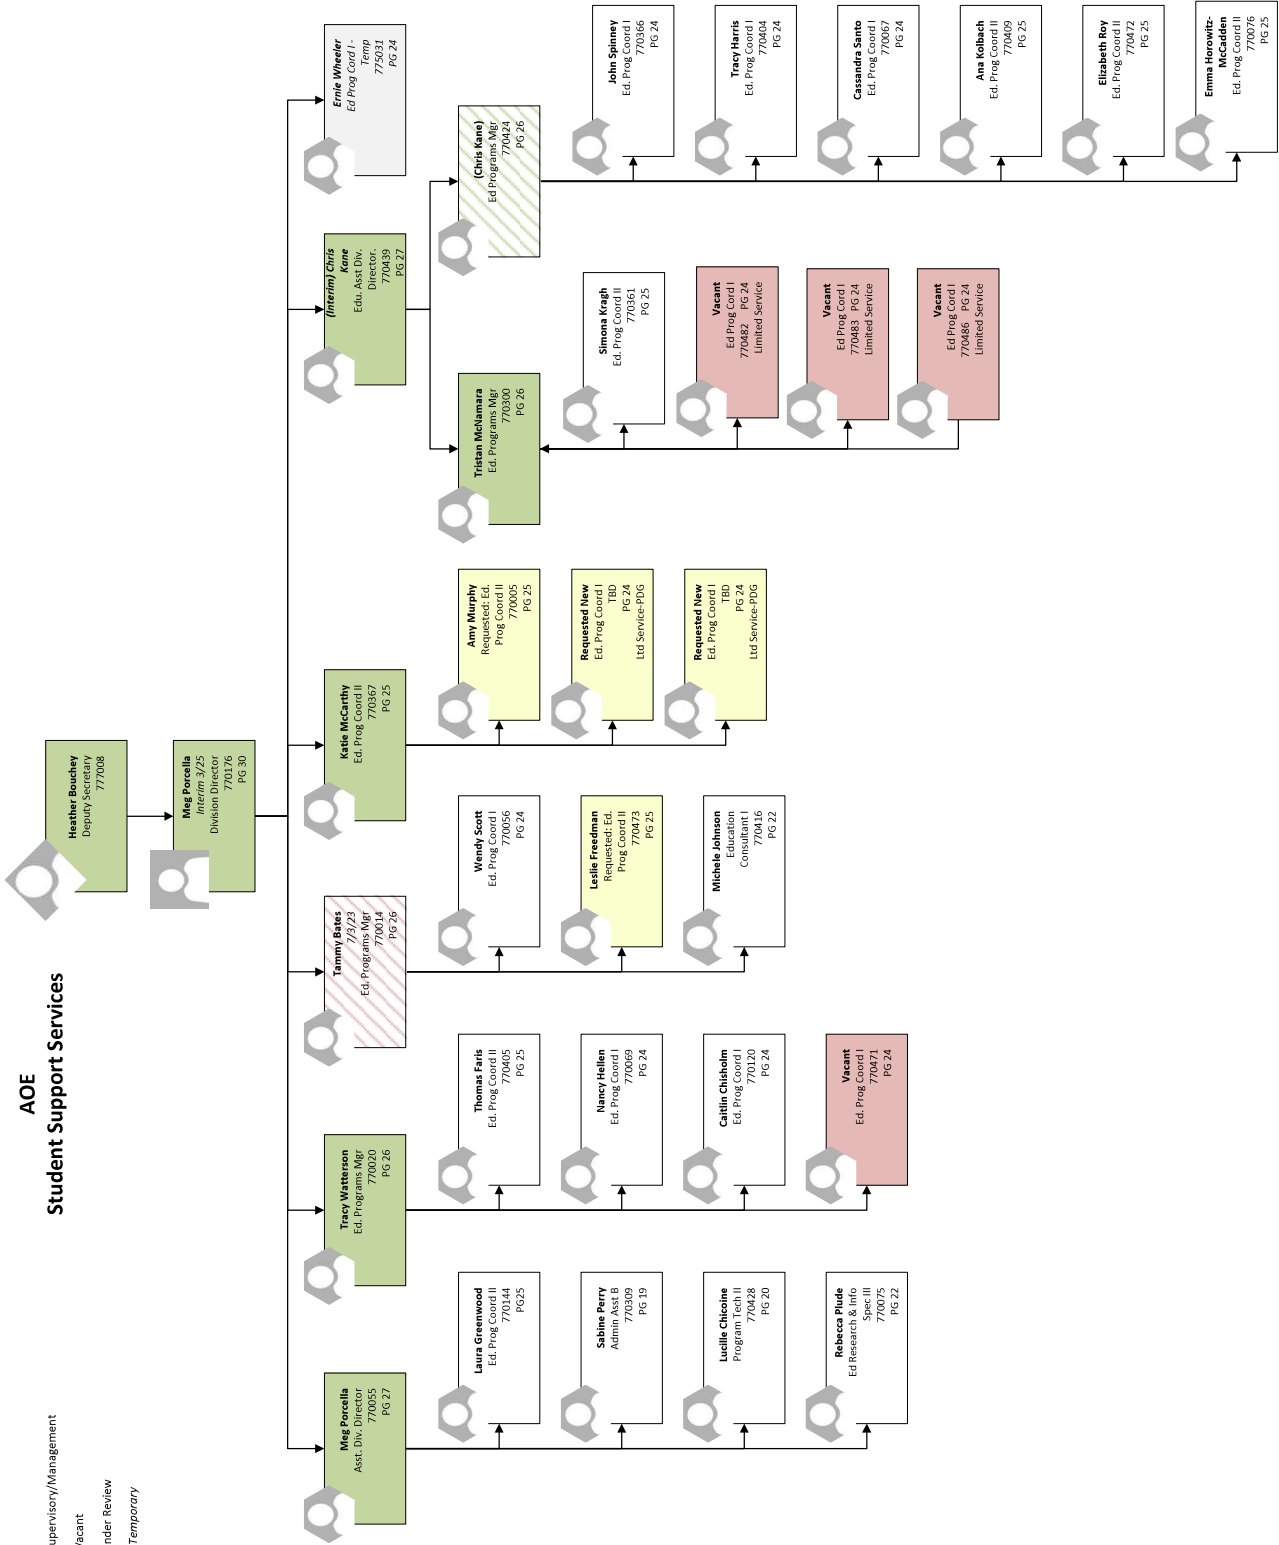 AOE
Student Support Services
upervisory/Management
acant
nder Review
Temporary
Heather Bouchey
Deputy Secretary
777008
Meg Porcella
Interim 3/25
Division Director
770176
PG 30
Meg Porcella
Asst. Div. Director
770055
PG 27
Tracy Watterson
Ed. Programs Mgr
770020
PG 26
Tammy Bates
7/3/23
Ed. Programs Mgr
770014
PG 26
Katie McCarthy
Ed. Prog Coord II
770367
PG 25
(Interim) Chris
Kane
Edu. Asst Div.
Director.
770439
PG 27
Ernie Wheeler
Ed Prog Cord I -
Temp
775031
PG 24
Laura Greenwood
Ed. Prog Coord II
770144
PG25
Sabine Perry
Admin Asst B
770309
PG 19
Lucille Chicoine
Program Tech II
770428
PG 20
Rebecca Plude
Ed Research & Info
Spec III
770075
PG 22
Thomas Faris
Ed. Prog Coord II
770405
PG 25
Nancy Hellen
Ed. Prog Coord I
770069
PG 24
Caitlin Chisholm
Ed. Prog Coord I
770120
PG 24
Vacant
Ed. Prog Coord I
770471
PG 24
Wendy Scott
Ed. Prog Coord I
770056
PG 24
Leslie Freedman
Requested: Ed.
Prog Coord II
770473
PG 25
Michele Johnson
Education
Consultant I
770416
PG 22
Amy Murphy
Requested: Ed.
Prog Coord II
770005
PG 25
Requested New
Ed. Prog Coord I
TBD
PG 24
Ltd Service-PDG
Requested New
Ed. Prog Coord I
TBD
PG 24
Ltd Service-PDG
Tristan McNamara
Ed. Programs Mgr
770300
PG 26
(Chris Kane)
Ed Programs Mgr
770424
PG 26
Simona Kragh
Ed. Prog Coord II
770361
PG 25
Vacant
Ed Prog Cord I
770482 PG 24
Limited Service
Vacant
Ed Prog Cord I
770483 PG 24
Limited Service
Vacant
Ed Prog Cord I
770486 PG 24
Limited Service
John Spinney
Ed. Prog Coord I
770366
PG 24
Tracy Harris
Ed. Prog Coord I
770404
PG 24
Cassandra Santo
Ed. Prog Coord I
770067
PG 24
Ana Kolbach
Ed. Prog Coord II
770409
PG 25
Elizabeth Roy
Ed. Prog Coord II
770472
PG 25
Emma Horowitz-
McCadden
Ed. Prog Coord II
770076
PG 25